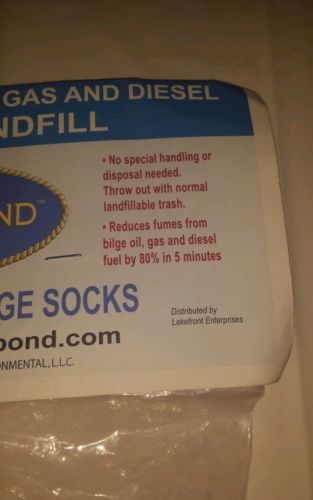 GAS AND DIESEL
NDFILL
• No special handling or
disposal needed.
Throw out with normal
landfillable trash.
ND™
• Reduces fumes from
bilge oil, gas and diesel
fuel by 80% in 5 minutes
GE SOCKS
Distributed by
Lakefront Enterprises
bond.com
ONMENTAL, L.L.C.